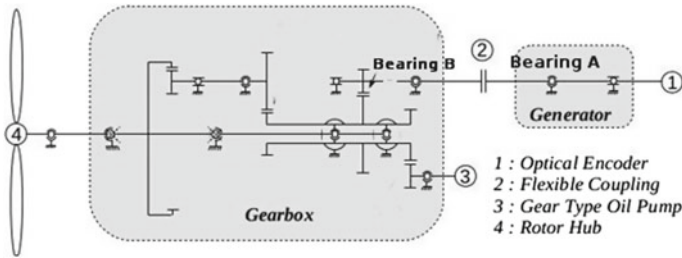 2
Bearing B
Bearing A
1
Generator
4
3
Gearbox
1 : Optical Encoder
2 : Flexible Coupling
3 : Gear Type Oil Pump
4 : Rotor Hub